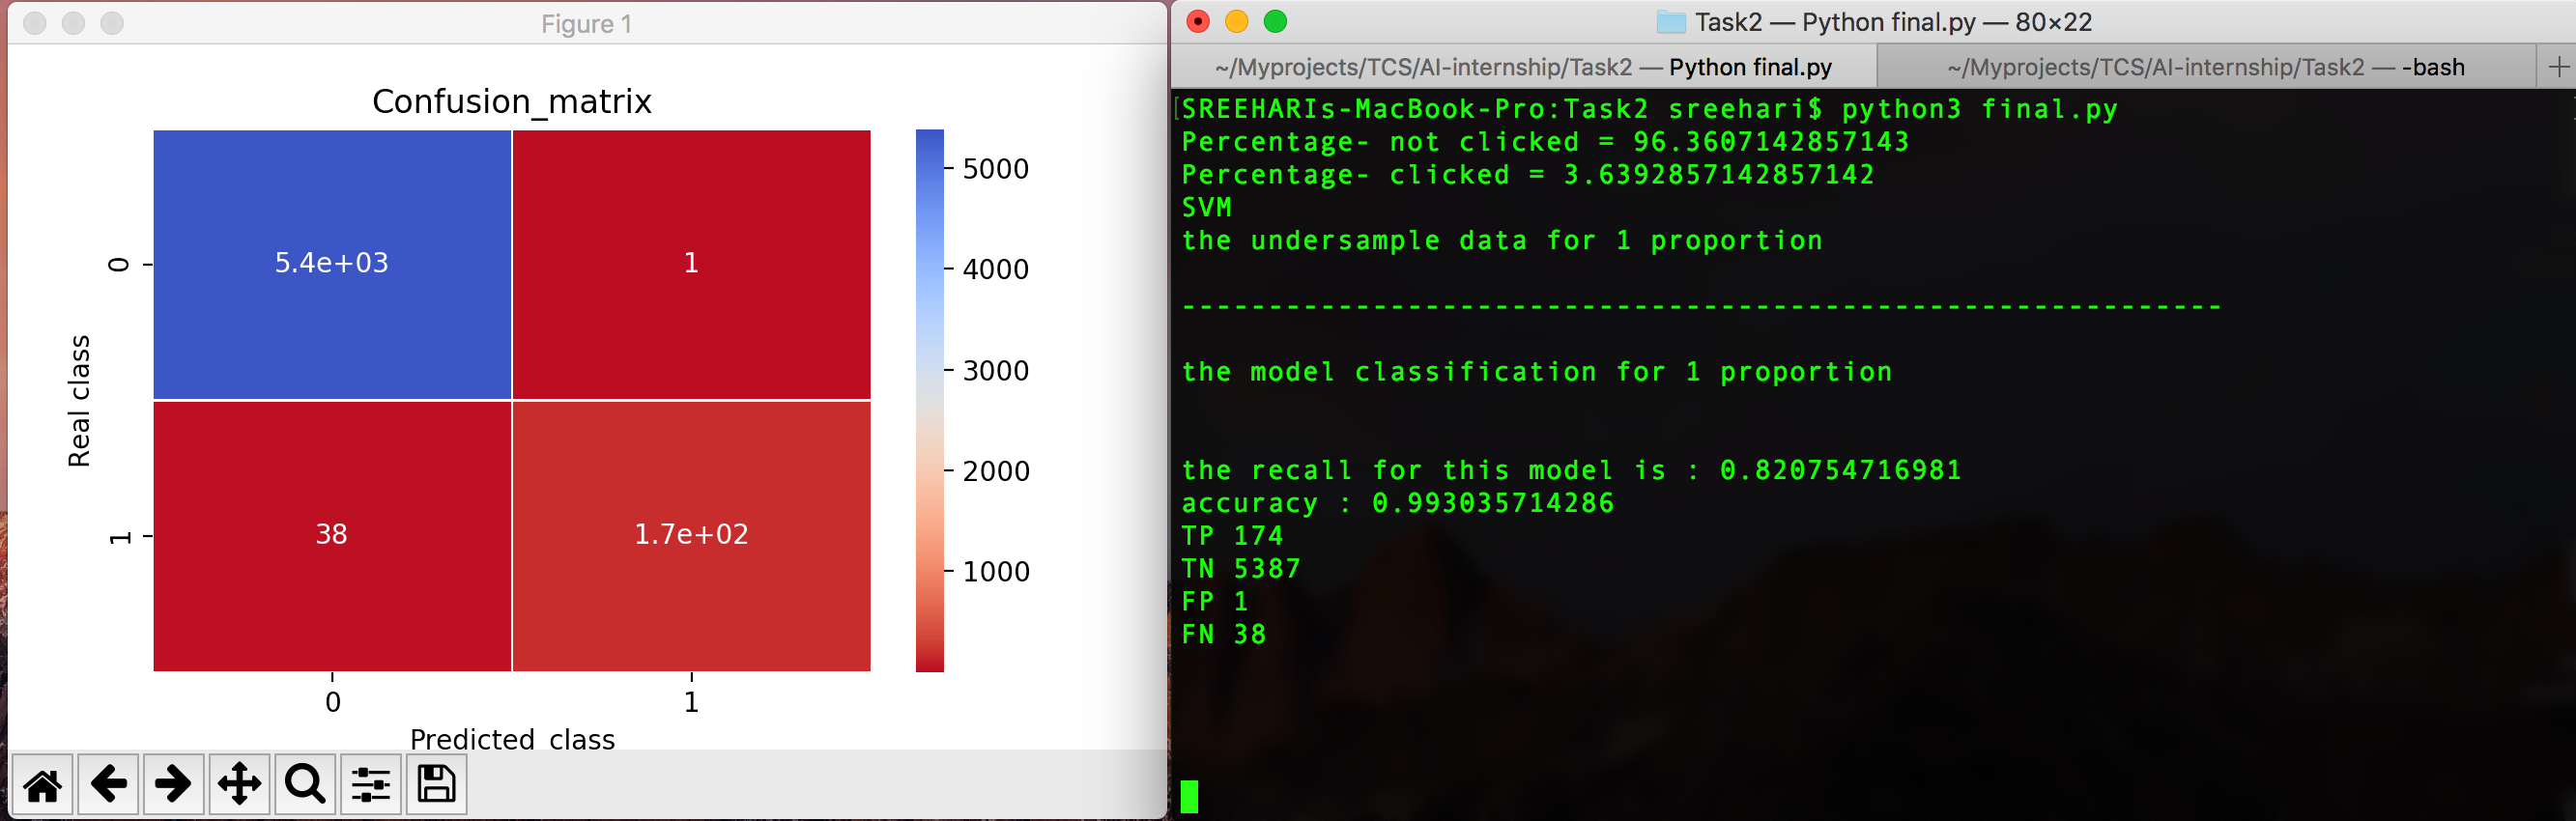 Figure 1
Confusion_matrix
5.4e+03
1
38
1.7e+02
0
1
Real class
0
1
Predicted class
5000
4000
3000
2000
1000
Task2 — Python final.py — 80×22
~/Myprojects/TCS/AI-internship/Task2 — Python final.py
~/Myprojects/TCS/AI-internship/Task2 — -bash
SREEHARIs-MacBook-Pro:Task2 sreehari$ python3 final.py
Percentage- not clicked = 96.3607142857143
Percentage- clicked = 3.6392857142857142
SVM
the undersample data for 1 proportion
------------------------------------------------------------
the model classification for 1 proportion
the recall for this model is : 0.820754716981
accuracy : 0.993035714286
TP 174
TN 5387
FP 1
FN 38